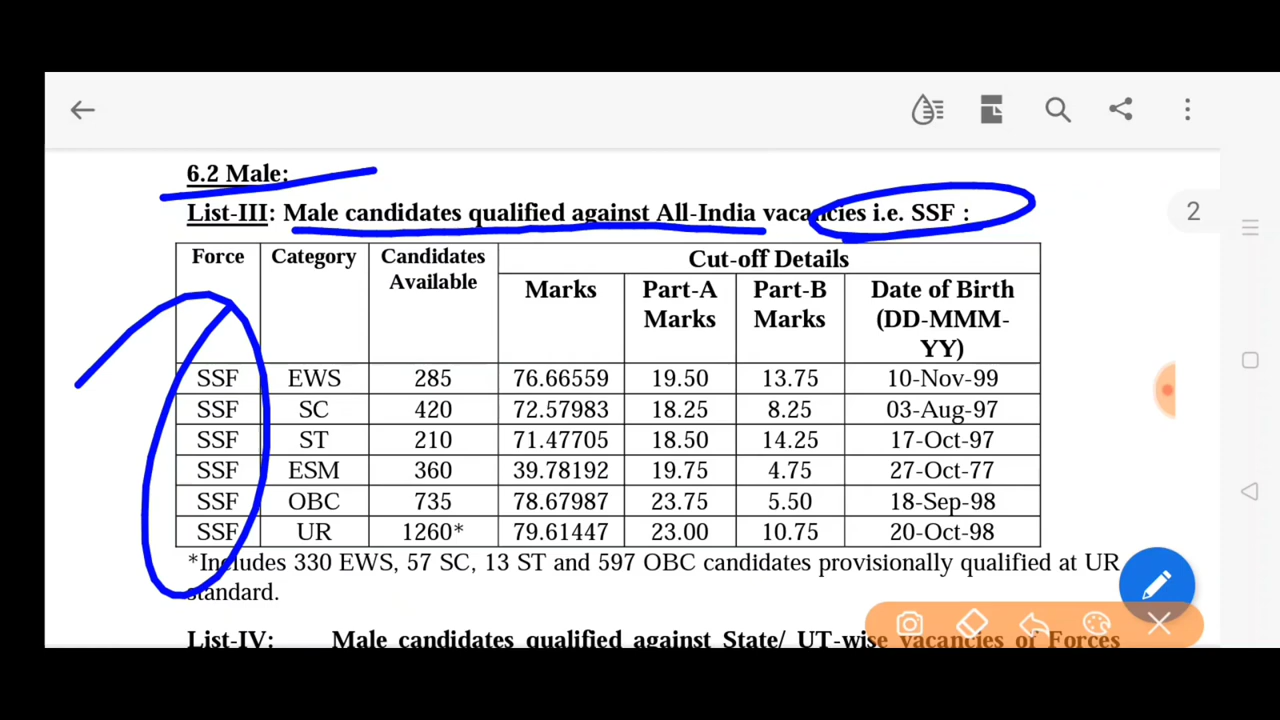 6.2 Male:
List-III: Male candidates qualified against All-India vacancies i.e. SSF :
2
Force Category Candidates Available Cut-off Details
Marks Part-A Marks Part-B Marks Date of Birth (DD-MMM-YY)
SSF EWS 285 76.66559 19.50 13.75 10-Nov-99
SSF SC 420 72.57983 18.25 8.25 03-Aug-97
SSF ST 210 71.47705 18.50 14.25 17-Oct-97
SSF ESM 360 39.78192 19.75 4.75 27-Oct-77
SSF OBC 735 78.67987 23.75 5.50 18-Sep-98
SSF UR 1260* 79.61447 23.00 10.75 20-Oct-98
*Includes 330 EWS, 57 SC, 13 ST and 597 OBC candidates provisionally qualified at UR
standard.
List-IV: Male candidates qualified against State/ UT-wise vacancies of Forces